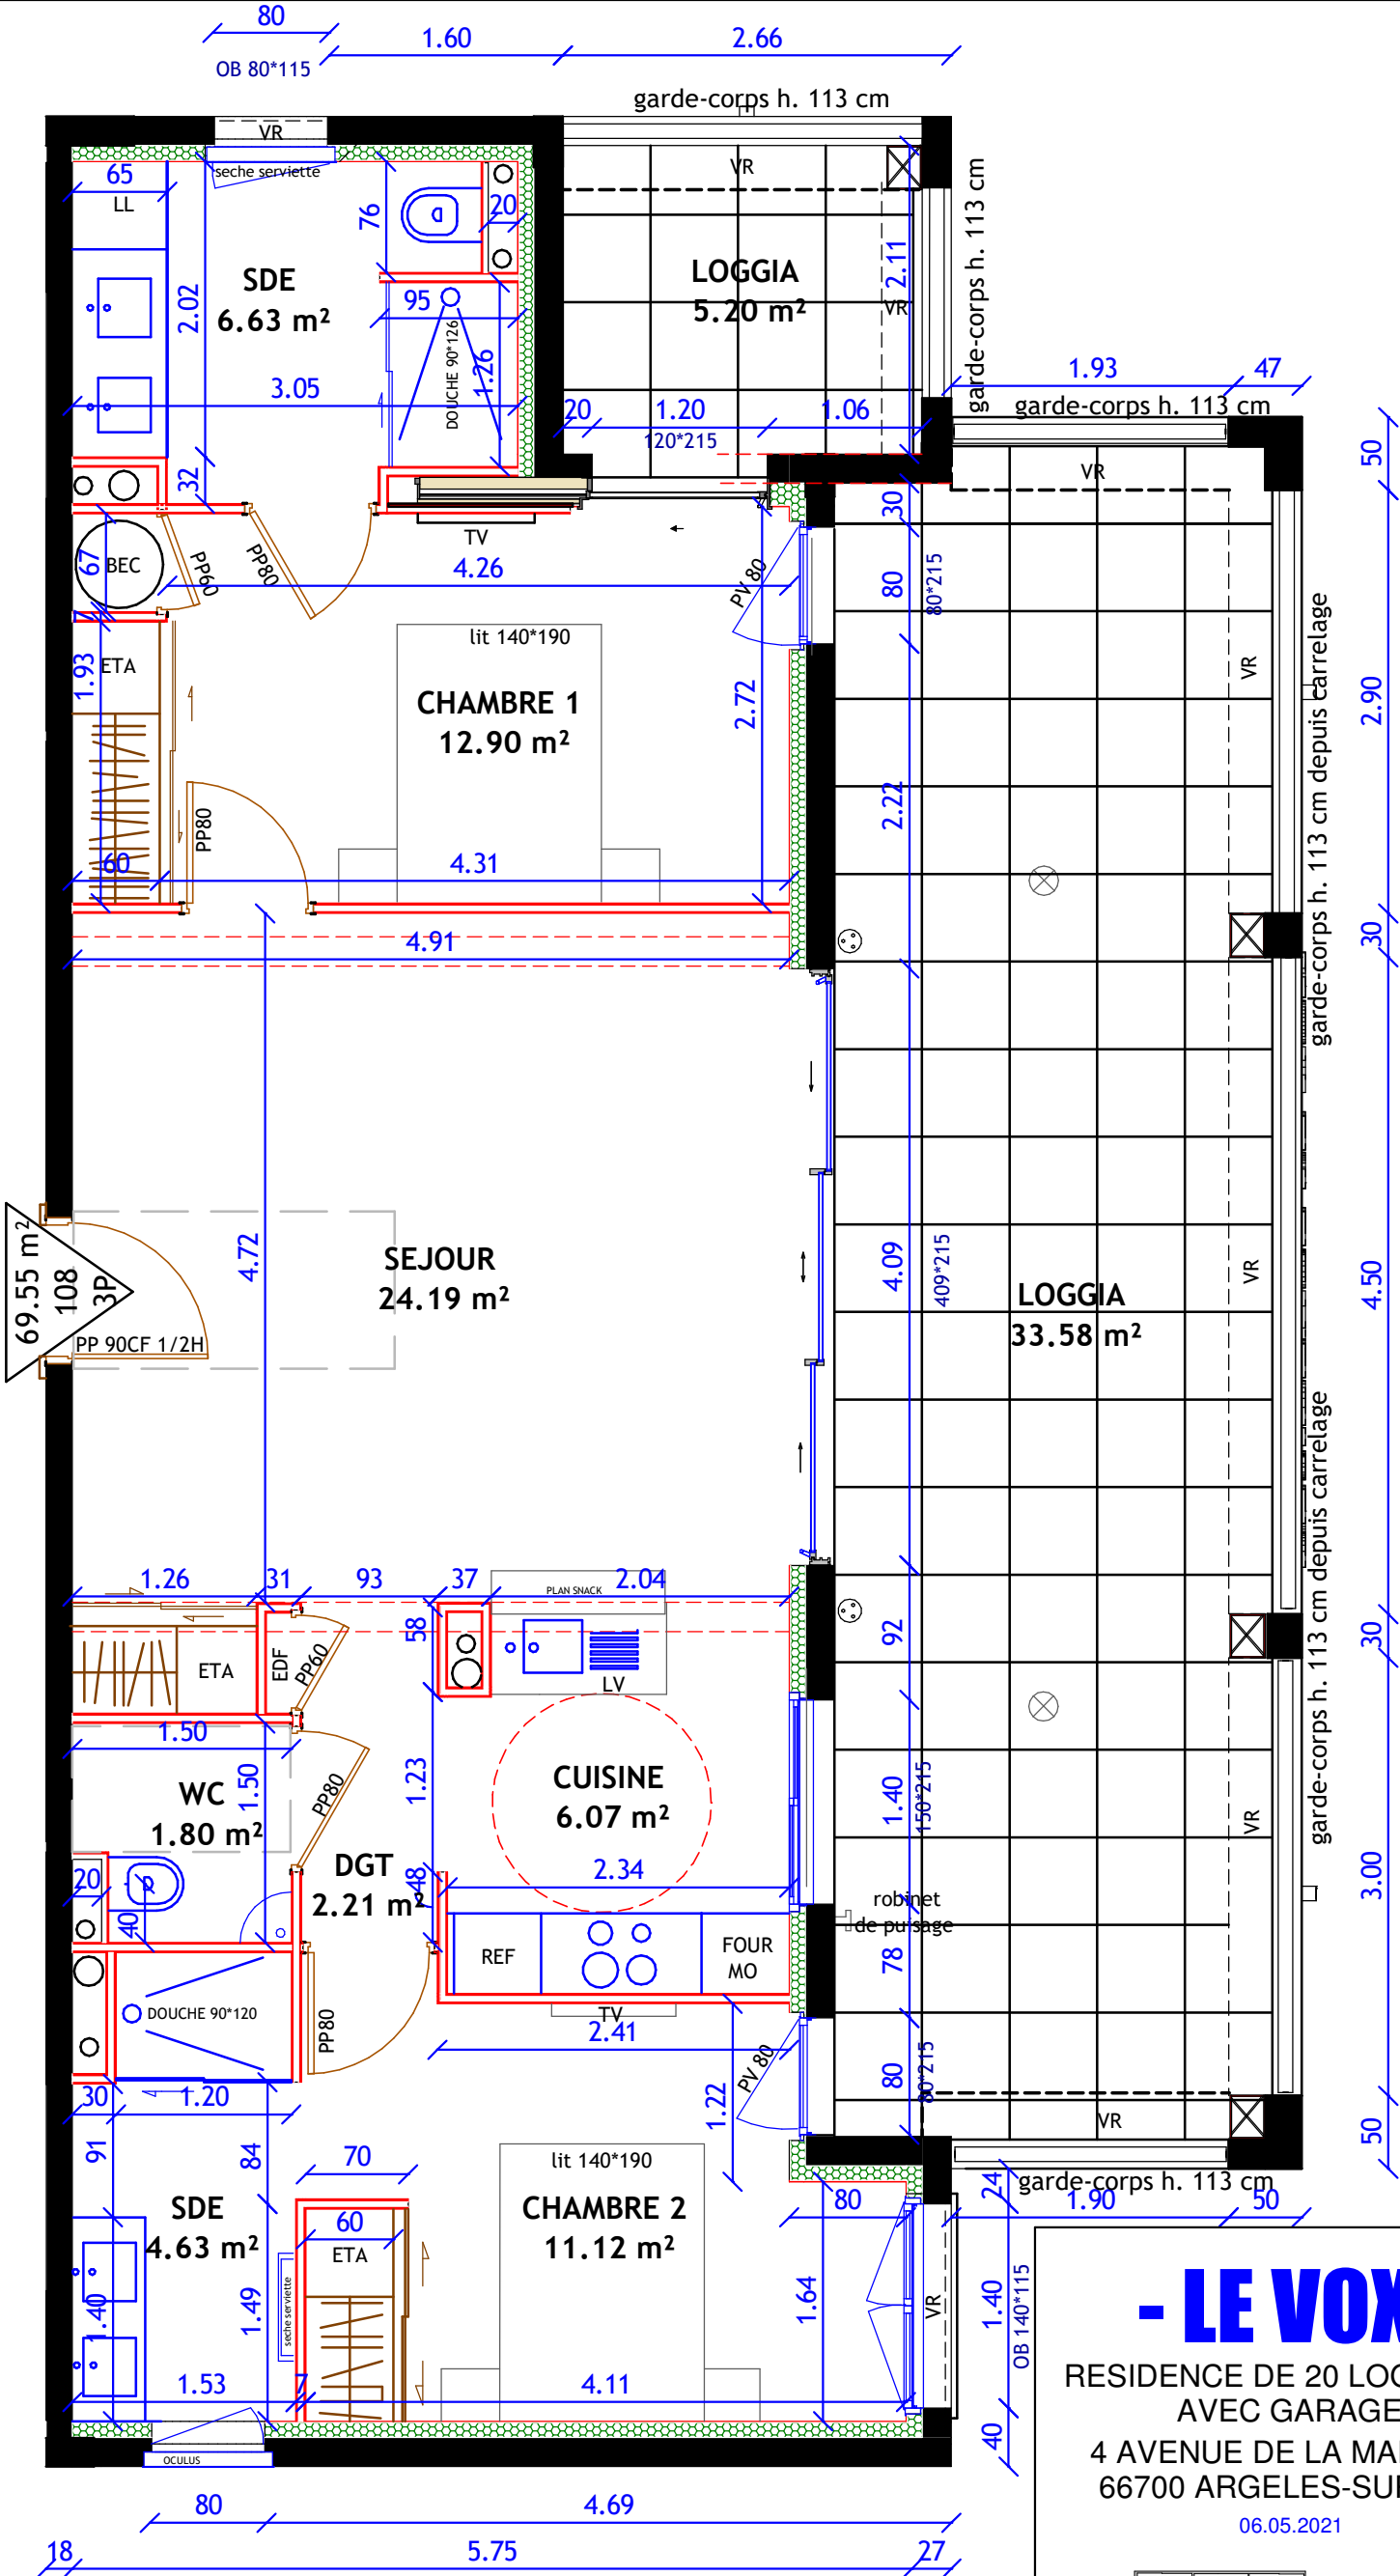 80
1.60
2.66
OB 80*115
garde-corps h. 113 cm
VR
seche serviette
VR
65
LL
76
20
garde-corps h. 113 cm
SDE
6.63 m²
LOGGIA
5.20 m²
2.11
VR
2.02
95
DOUCHE 90*126
1.26
3.05
1.93
47
garde-corps h. 113 cm
20
1.20
1.06
120*215
32
VR
50
30
TV
67
BEC
PP60
PP80
4.26
PV 80
80
80*215
7
lit 140*190
1.93
ETA
CHAMBRE 1
12.90 m²
2.72
VR
2.90
garde-corps h. 113 cm depuis carrelage
PP80
2.22
60
4.31
4.91
30
4.72
SEJOUR
24.19 m²
69.55 m²
108
3P
PP 90CF 1/2H
4.09
409*215
LOGGIA
33.58 m²
VR
4.50
garde-corps h. 113 cm depuis carrelage
1.26
31
93
37
2.04
PLAN SNACK
58
92
30
ETA
EDF
PP60
LV
1.50
WC
1.80 m²
1.50
PP80
1.23
CUISINE
6.07 m²
1.40
150*215
VR
DGT
2.21 m²
48
2.34
20
40
robinet
de puisage
3.00
REF
FOUR
MO
78
DOUCHE 90*120
PP80
TV
2.41
PV 80
80
80*215
30
1.20
1.22
VR
91
84
70
lit 140*190
50
garde-corps h. 113 cm
24
1.90
50
SDE
4.63 m²
60
ETA
CHAMBRE 2
11.12 m²
80
1.40
1.49
seche serviette
1.64
VR
1.40
OB 140*115
1.53
7
4.11
40
OCULUS
- LE VOX
RESIDENCE DE 20 LOG
AVEC GARAGE
4 AVENUE DE LA MA
66700 ARGELES-SU
06.05.2021
80
4.69
18
5.75
27